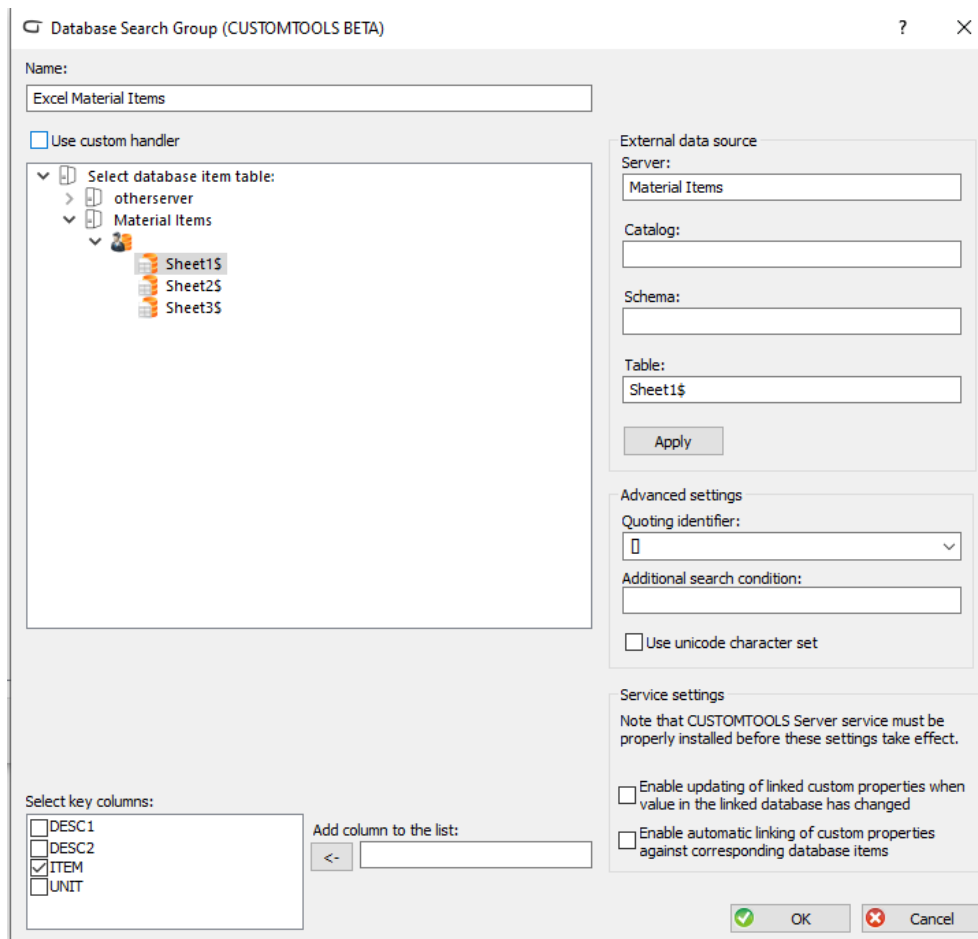 Database Search Group (CUSTOMTOOLS BETA)
?
Name:
Excel Material Items
Use custom handler
Select database item table:
otherserver
Material Items
Sheet1$
Sheet2$
Sheet3$
External data source
Server:
Material Items
Catalog:
Schema:
Table:
Sheet1$
Apply
Advanced settings
Quoting identifier:
[]
Additional search condition:
Use unicode character set
Service settings
Note that CUSTOMTOOLS Server service must be
properly installed before these settings take effect.
Enable updating of linked custom properties when
value in the linked database has changed
Enable automatic linking of custom properties
against corresponding database items
Select key columns:
DESC1
DESC2
ITEM
UNIT
Add column to the list:
<-
OK
Cancel